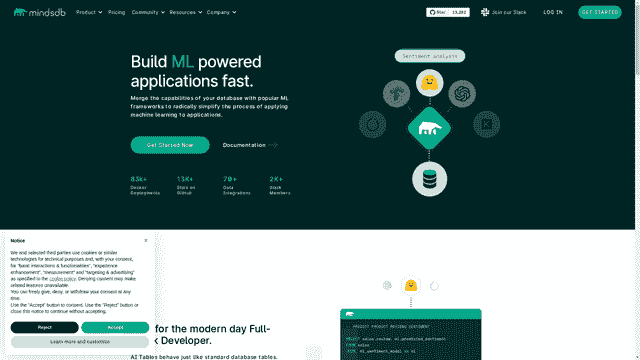 mindsdb
Product
Pricing
Community
Resources
Company
Star
Join our Slack
LOG IN
GET STARTED
Build ML powered
applications fast.
Merge the capabilities of your database with popular ML
frameworks to radically simplify the process of applying
machine learning to applications.
Get Started Now
Documentation
83k+
Docker
Deployments
13K+
Stars on
GitHub
70+
Data
Integrations
2K+
Slack
Members
Sentiment analysis
Notice
×
We and selected third parties use cookies or similar
technologies for technical purposes and, with your consent,
for "basic interactions & functionalities", "experience
enhancement", "measurement" and "targeting & advertising"
as specified in the cookie policy. Denying consent may make
related features unavailable.
You can freely give, deny, or withdraw your consent at any
time.
Use the "Accept" button to consent. Use the "Reject" button or
close this notice to continue without accepting.
Reject
Accept
Learn more and customize
for the modern day Full-
k Developer.
AI Tables behave just like standard database tables.